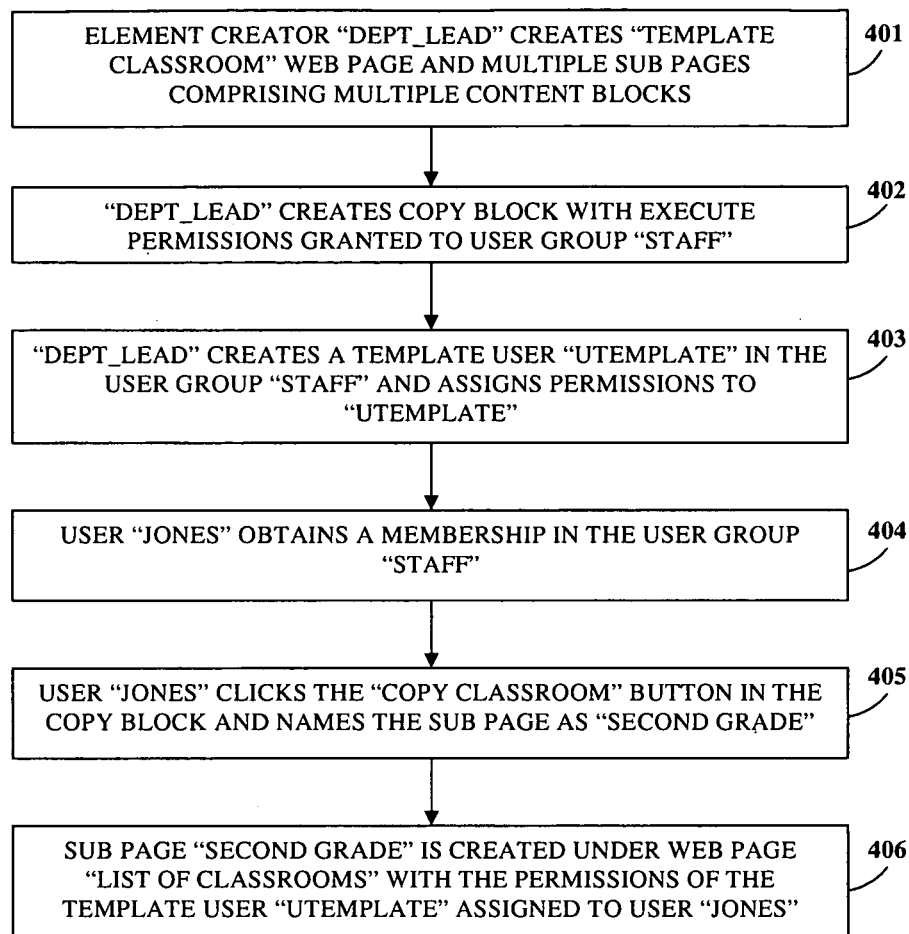 ELEMENT CREATOR “DEPT_LEAD” CREATES “TEMPLATE
CLASSROOM” WEB PAGE AND MULTIPLE SUB PAGES
COMPRISING MULTIPLE CONTENT BLOCKS
401
“DEPT_LEAD” CREATES COPY BLOCK WITH EXECUTE
PERMISSIONS GRANTED TO USER GROUP “STAFF”
402
“DEPT_LEAD” CREATES A TEMPLATE USER “UTEMPLATE” IN THE
USER GROUP “STAFF” AND ASSIGNS PERMISSIONS TO
“UTEMPLATE”
403
USER “JONES” OBTAINS A MEMBERSHIP IN THE USER GROUP
“STAFF”
404
USER “JONES” CLICKS THE “COPY CLASSROOM” BUTTON IN THE
COPY BLOCK AND NAMES THE SUB PAGE AS “SECOND GRADE”
405
SUB PAGE “SECOND GRADE” IS CREATED UNDER WEB PAGE
“LIST OF CLASSROOMS” WITH THE PERMISSIONS OF THE
TEMPLATE USER “UTEMPLATE” ASSIGNED TO USER “JONES”
406